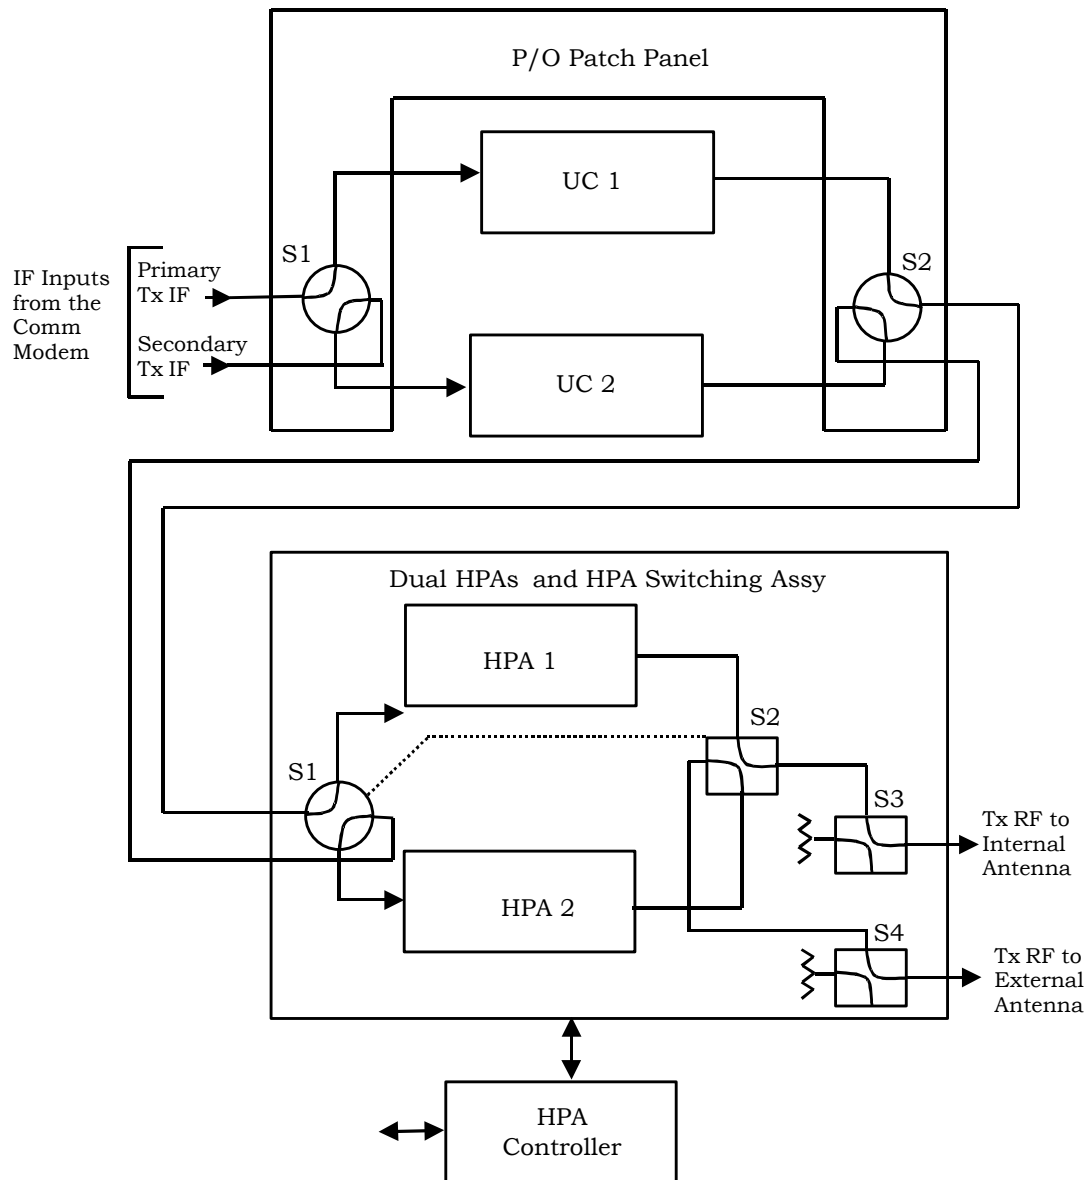 P/O Patch Panel
UC 1
S1
S2
IF Inputs
from the
Comm
Modem
Primary
Tx IF
Secondary
Tx IF
UC 2
Dual HPAs and HPA Switching Assy
HPA 1
S2
S1
S3
Tx RF to
Internal
Antenna
HPA 2
S4
Tx RF to
External
Antenna
HPA
Controller